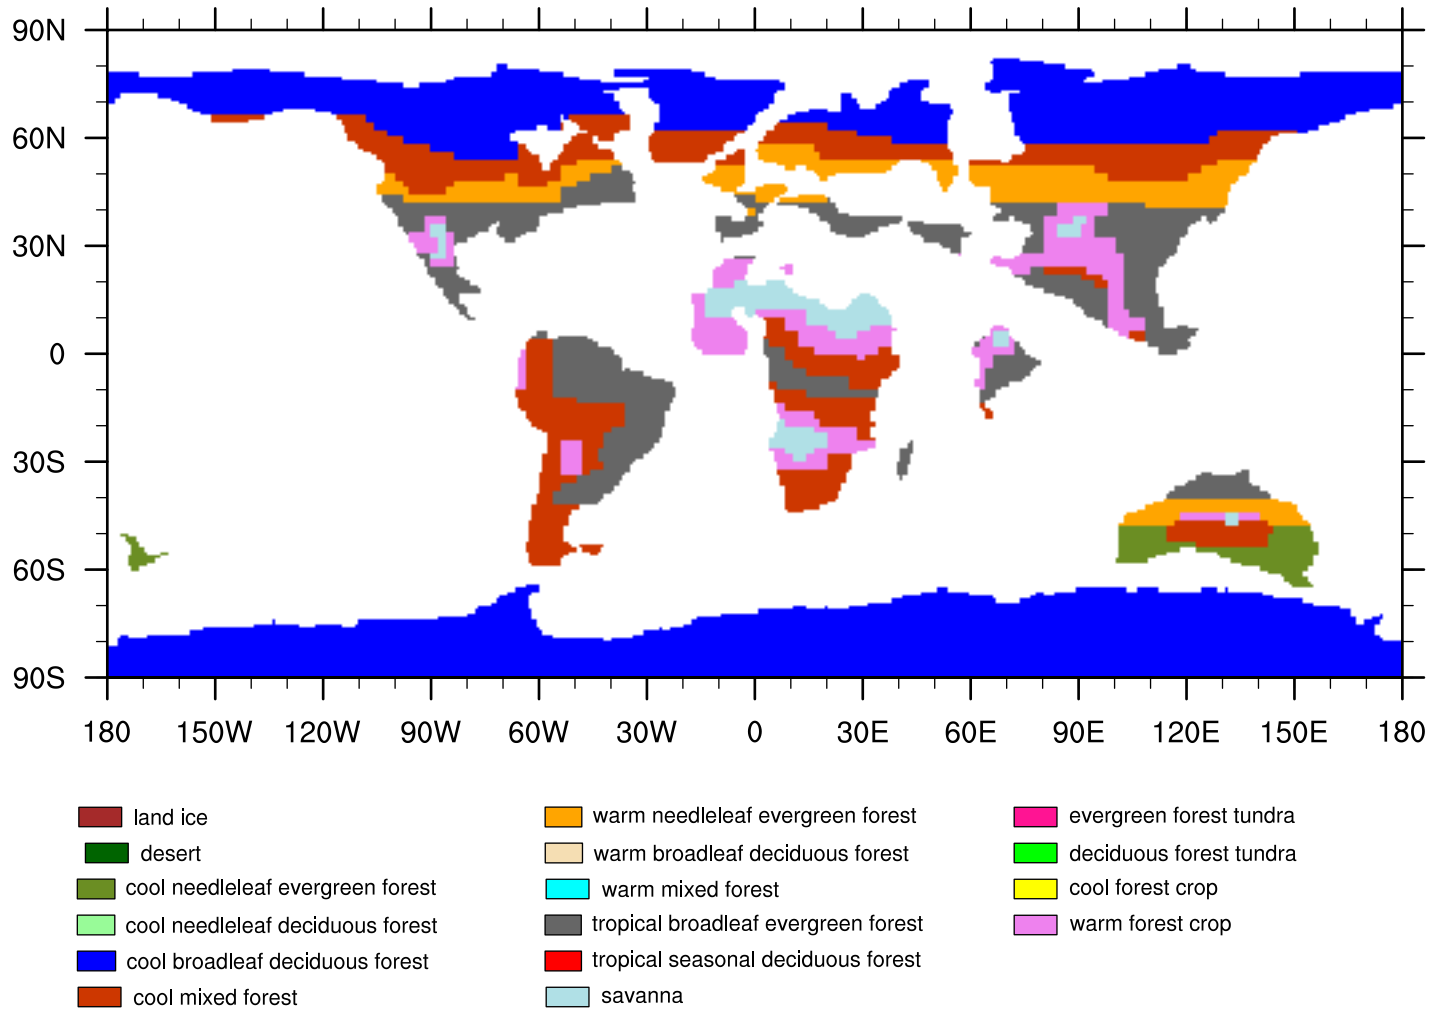 90N
60N
30N
0
30S
60S
90S
180 150W 120W 90W 60W 30W 0 30E 60E 90E 120E 150E 180
land ice
desert
cool needleleaf evergreen forest
cool needleleaf deciduous forest
cool broadleaf deciduous forest
cool mixed forest
warm needleleaf evergreen forest
warm broadleaf deciduous forest
warm mixed forest
tropical broadleaf evergreen forest
tropical seasonal deciduous forest
savanna
evergreen forest tundra
deciduous forest tundra
cool forest crop
warm forest crop